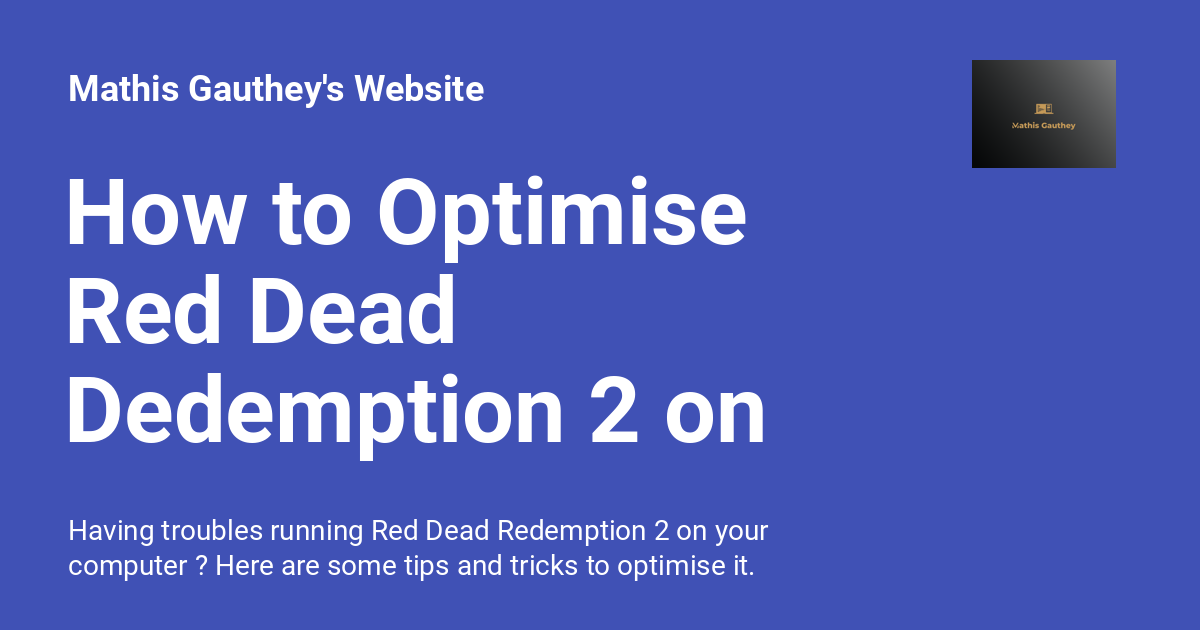 Mathis Gauthey's Website
Mathis Gauthey
How to Optimise
Red Dead
Dedemption 2 on
Having troubles running Red Dead Redemption 2 on your
computer ? Here are some tips and tricks to optimise it.